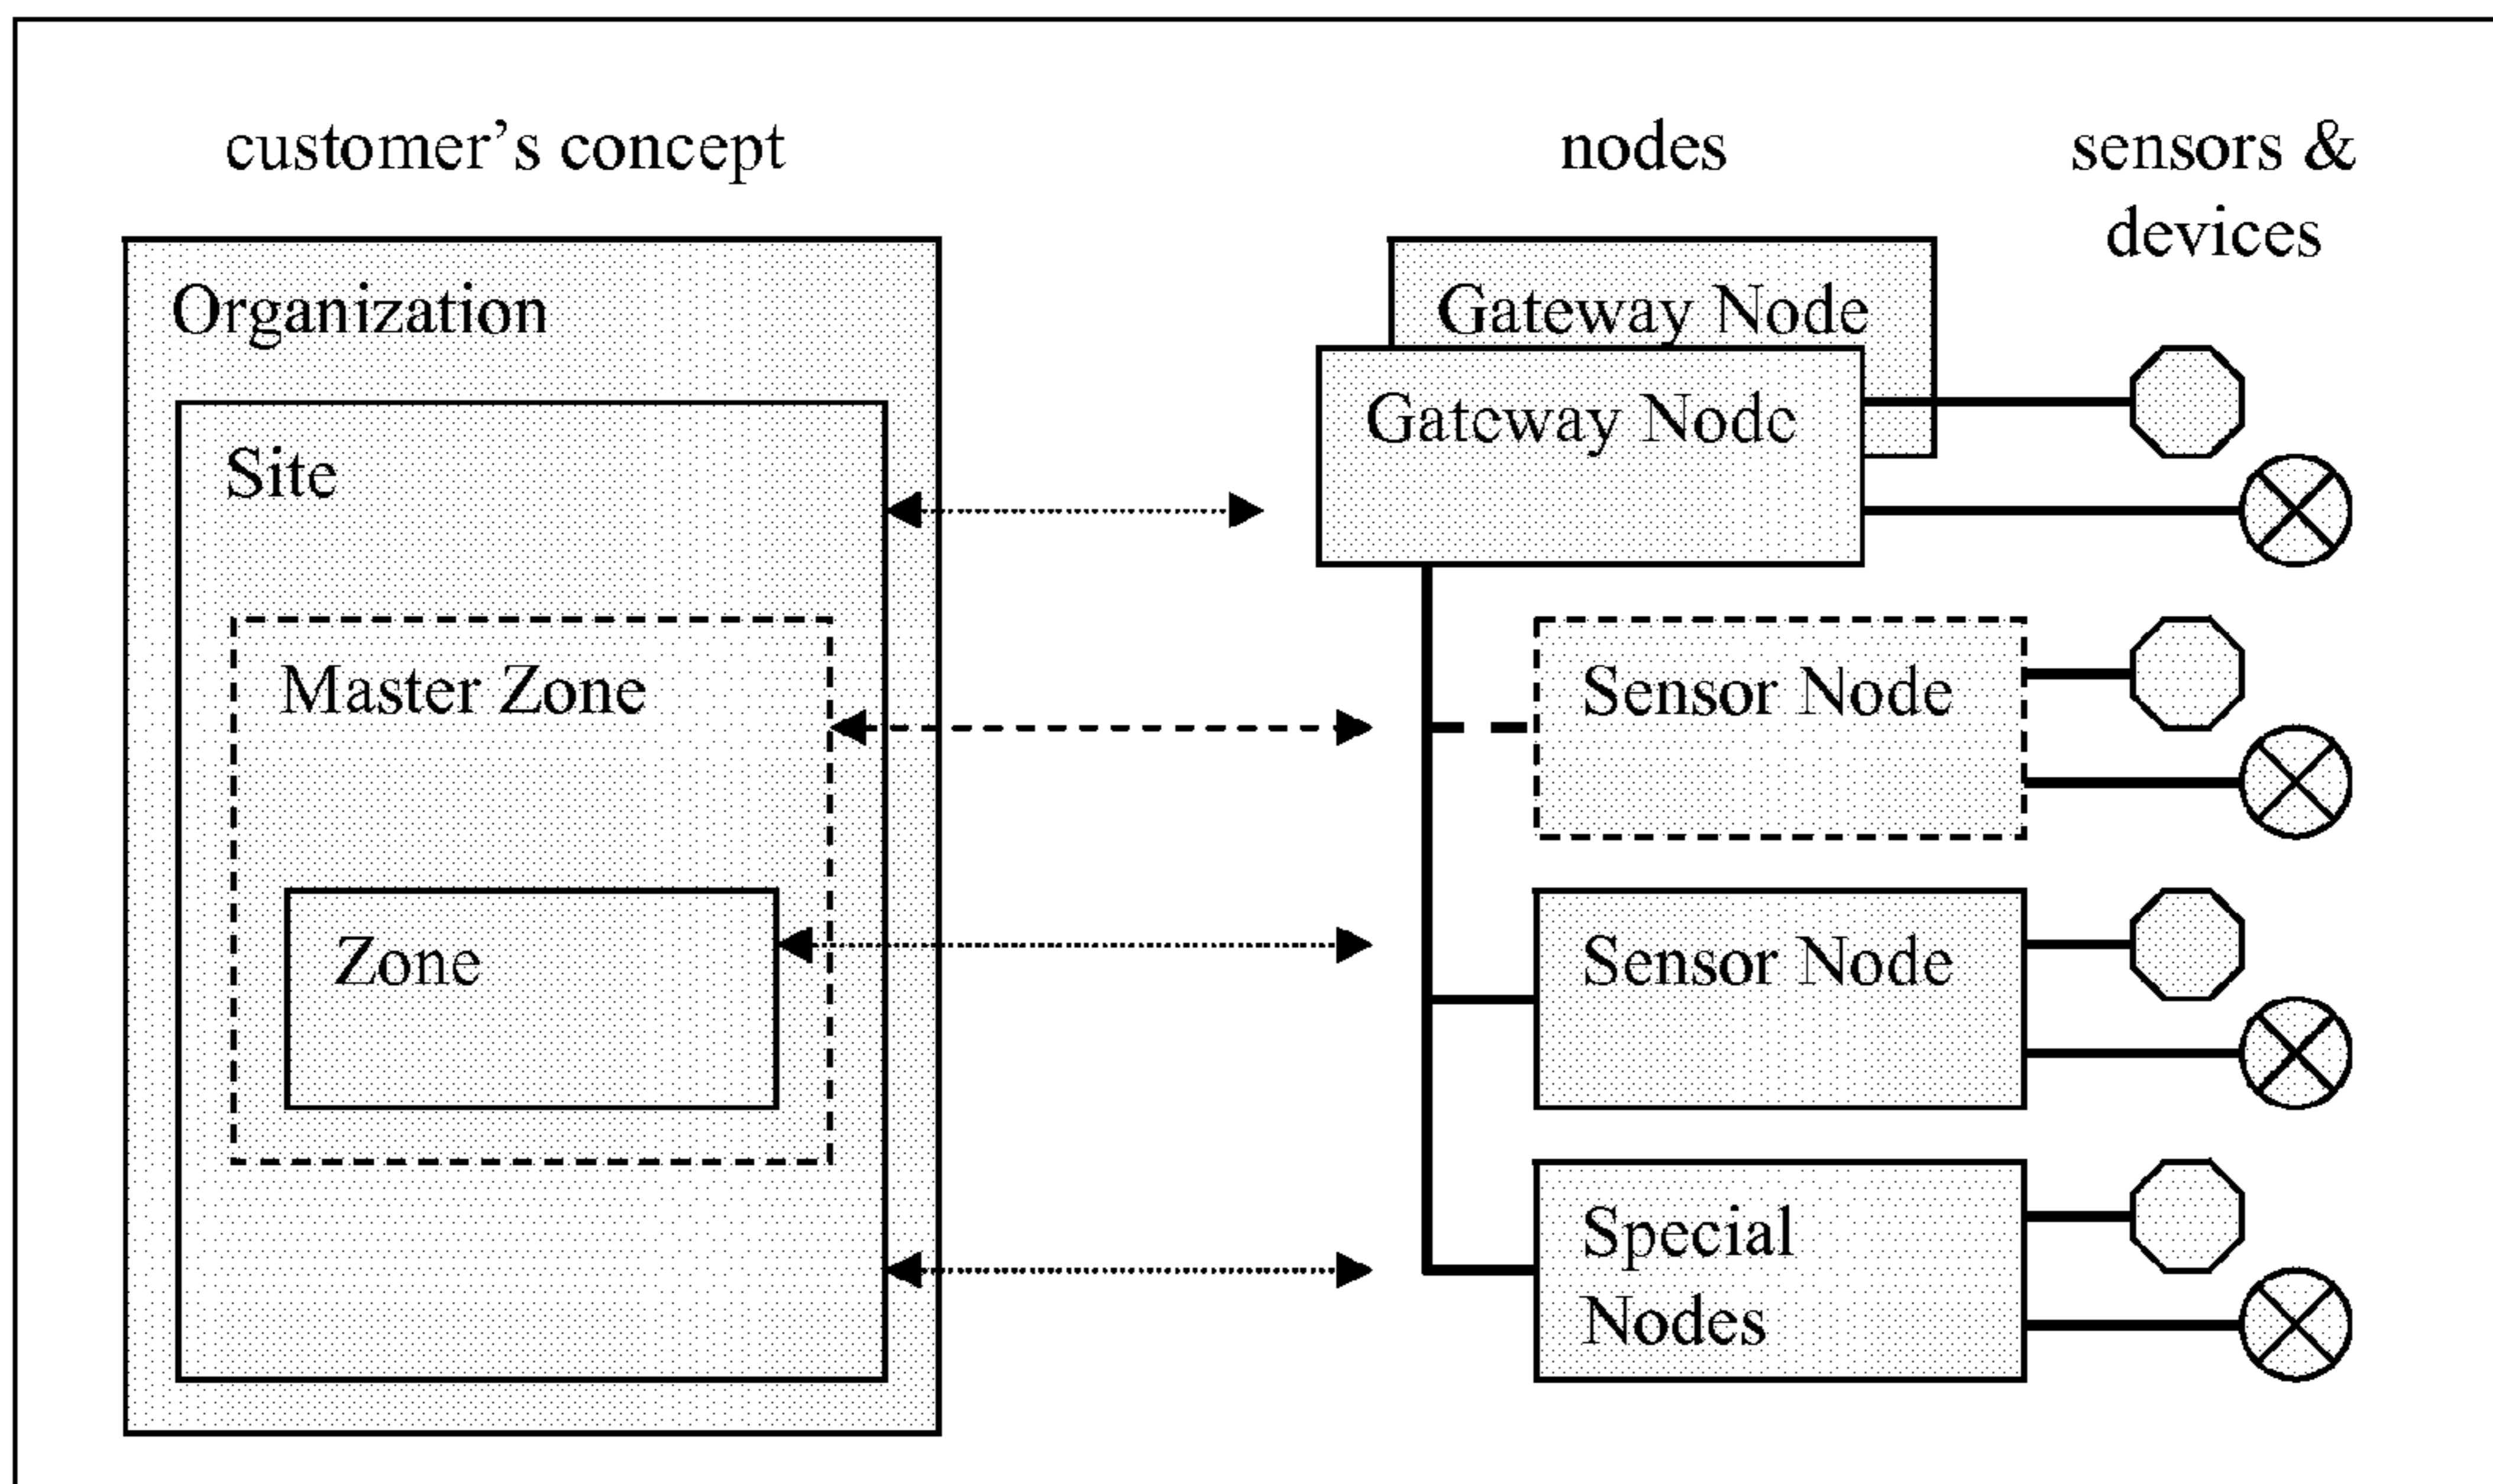 customer’s concept
nodes
sensors &
devices
Organization
Site
Master Zone
Zone
Gateway Node
Gateway Node
Sensor Node
Sensor Node
Special
Nodes